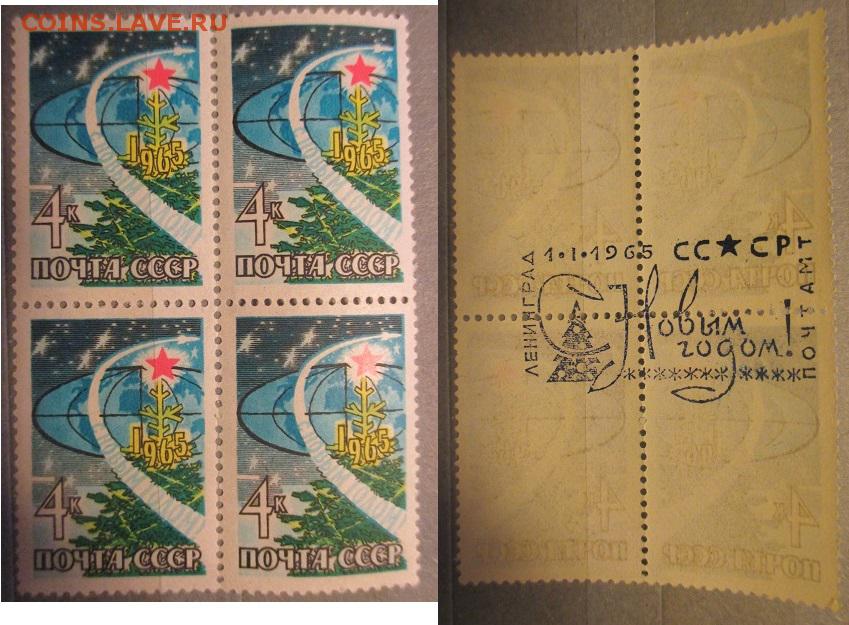 COINS.LAVE.RU
1965
4к
ПОЧТА СССР
1965
4к
ПОЧТА СССР
1965
4к
ПОЧТА СССР
1965
4к
ПОЧТА СССР
ЛЕНИНГРАД
1•I•1965 СС★СР
ПОЧТАМТ
С Новым
годом!